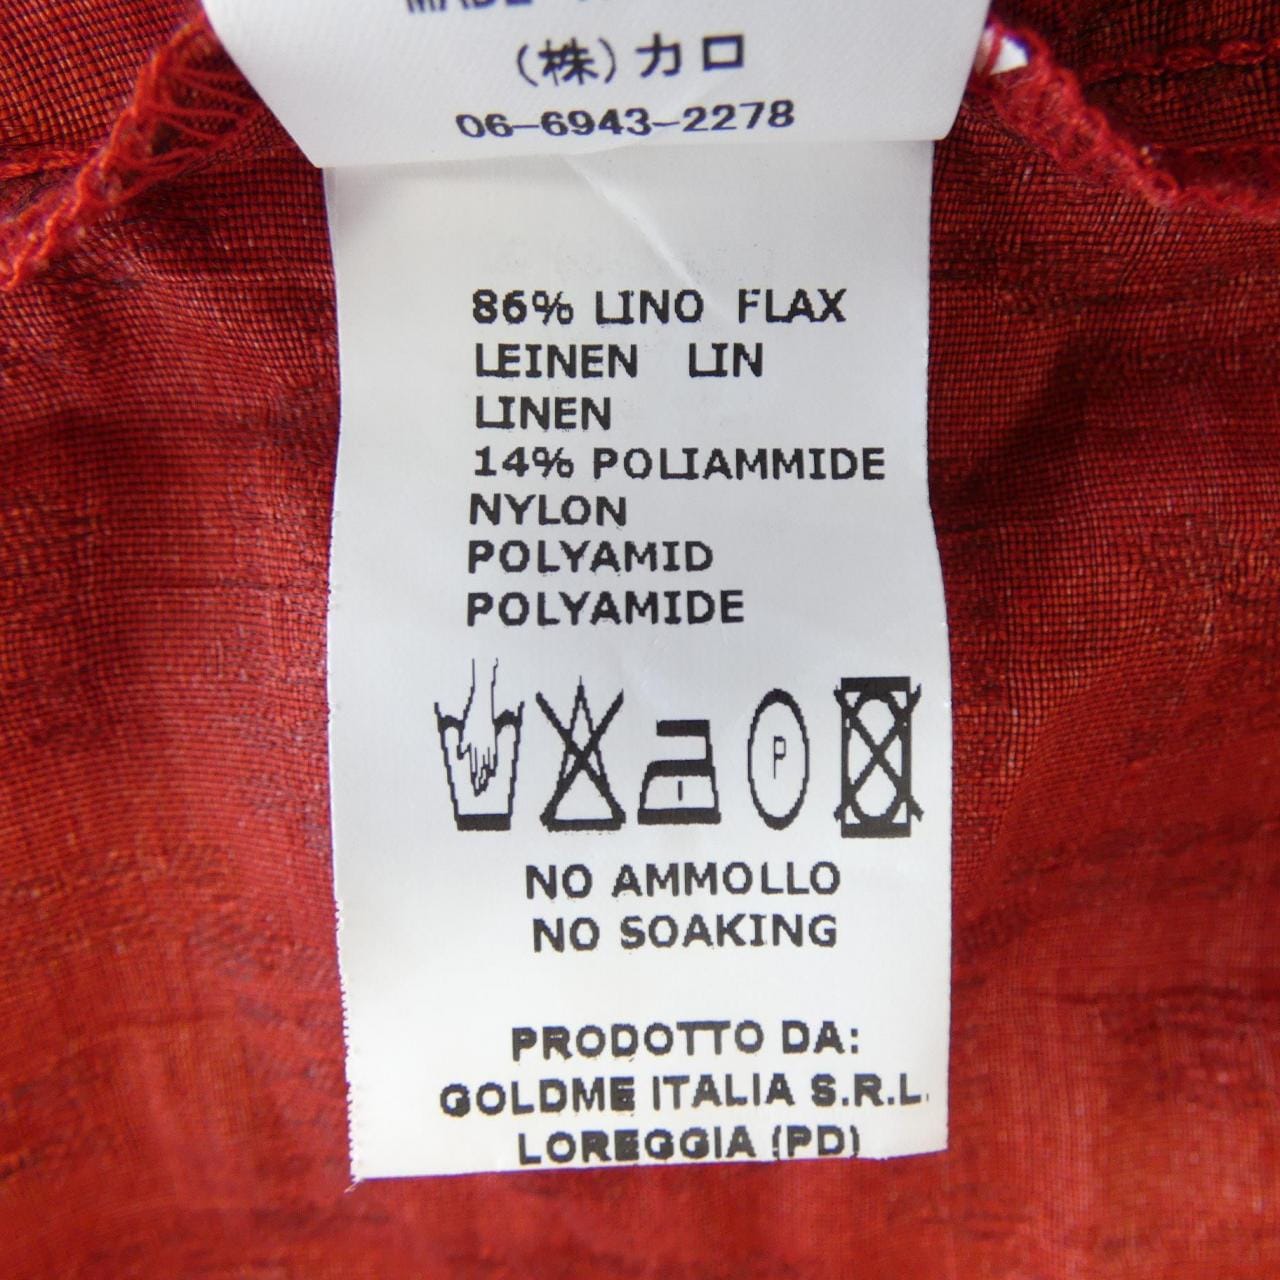 MADE
(株)カロ
06-6943-2278
86% LINO FLAX
LEINEN LIN
LINEN
14% POLIAMMIDE
NYLON
POLYAMID
POLYAMIDE
P
NO AMMOLLO
NO SOAKING
PRODOTTO DA:
GOLDME ITALIA S.R.L.
LOREGGIA (PD)